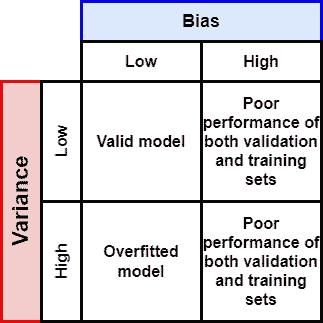 Bias
Low
High
Variance
Low
Valid model
Poor
performance of
both validation
and training
sets
High
Overfitted
model
Poor
performance of
both validation
and training
sets